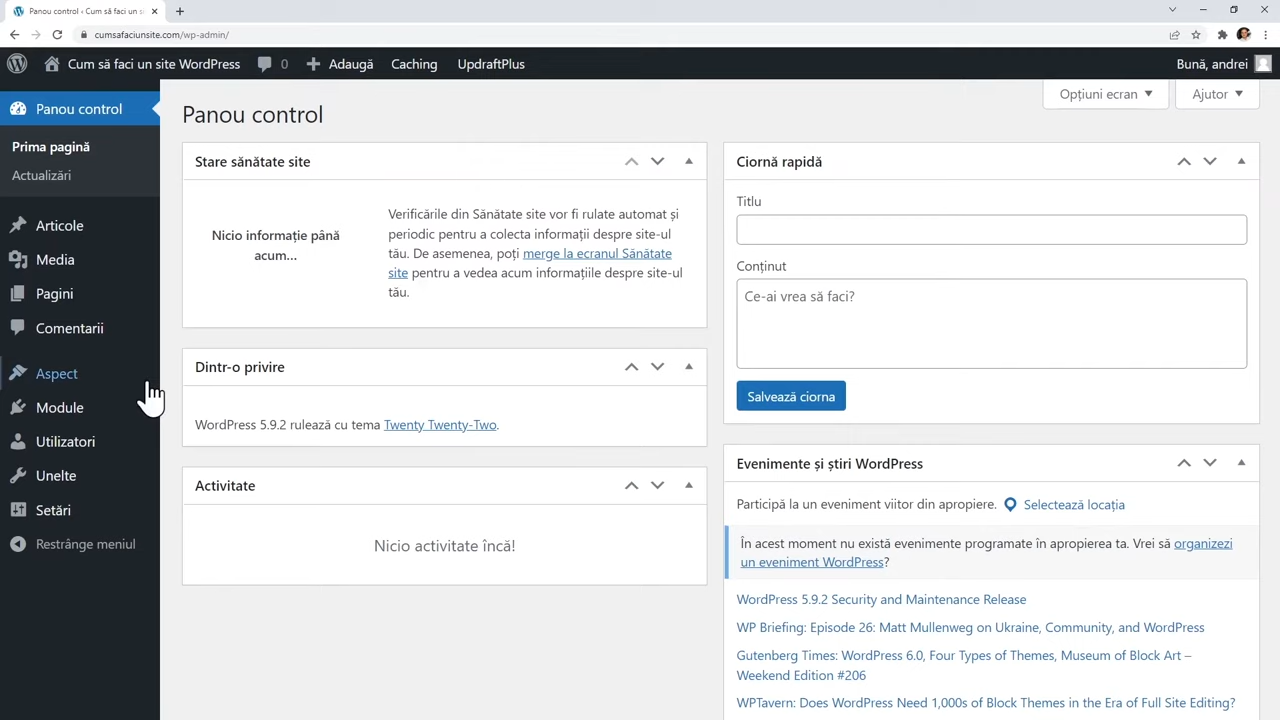 Panou control ‹ Cum să faci un si
cumsafaciunsite.com/wp-admin/
Cum să faci un site WordPress
0
Adaugă
Caching
UpdraftPlus
Bună, andrei
Panou control
Prima pagină
Actualizări
Articole
Media
Pagini
Comentarii
Aspect
Module
Utilizatori
Unelte
Setări
Restrânge meniul
Opțiuni ecran
Ajutor
Panou control
Stare sănătate site
Nicio informație până
acum...
Verificările din Sănătate site vor fi rulate automat și
periodic pentru a colecta informații despre site-ul
tău. De asemenea, poți merge la ecranul Sănătate
site pentru a vedea acum informațiile despre site-ul
tău.
Dintr-o privire
WordPress 5.9.2 rulează cu tema Twenty Twenty-Two.
Activitate
Nicio activitate încă!
Ciornă rapidă
Titlu
Conținut
Ce-ai vrea să faci?
Salvează ciorna
Evenimente și știri WordPress
Participă la un eveniment viitor din apropiere.
Selectează locația
În acest moment nu există evenimente programate în apropierea ta. Vrei să organizezi
un eveniment WordPress?
WordPress 5.9.2 Security and Maintenance Release
WP Briefing: Episode 26: Matt Mullenweg on Ukraine, Community, and WordPress
Gutenberg Times: WordPress 6.0, Four Types of Themes, Museum of Block Art –
Weekend Edition #206
WPTavern: Does WordPress Need 1,000s of Block Themes in the Era of Full Site Editing?